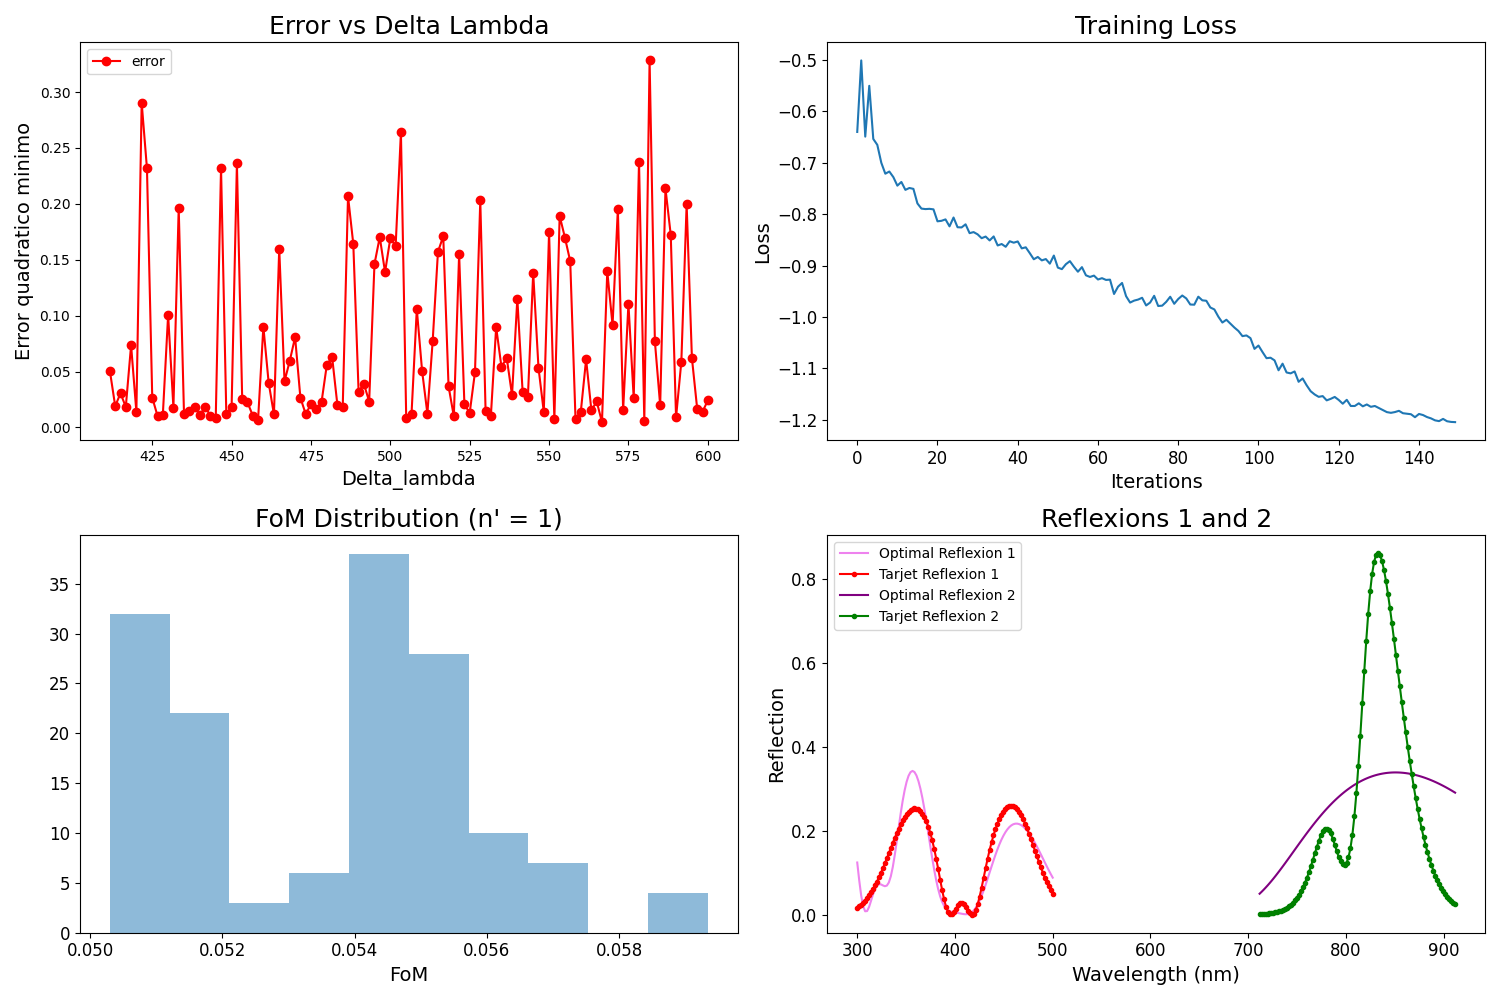 Error vs Delta Lambda
error
Error quadratico minimo
0.30
0.25
0.20
0.15
0.10
0.05
0.00
425 450 475 500 525 550 575 600
Delta_lambda
Training Loss
Loss
−0.5
−0.6
−0.7
−0.8
−0.9
−1.0
−1.1
−1.2
0 20 40 60 80 100 120 140
Iterations
FoM Distribution (n' = 1)
35
30
25
20
15
10
5
0
0.050 0.052 0.054 0.056 0.058
FoM
Reflexions 1 and 2
Optimal Reflexion 1
Tarjet Reflexion 1
Optimal Reflexion 2
Tarjet Reflexion 2
Reflection
0.8
0.6
0.4
0.2
0.0
300 400 500 600 700 800 900
Wavelength (nm)